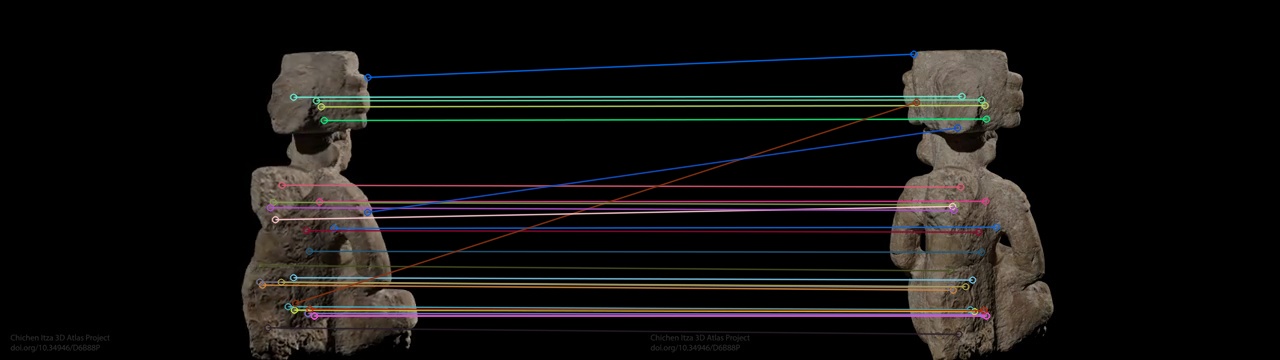 Chichen Itza 3D Atlas Project
doi.org/10.34946/D6B88P
Chichen Itza 3D Atlas Project
doi.org/10.34946/D6B88P